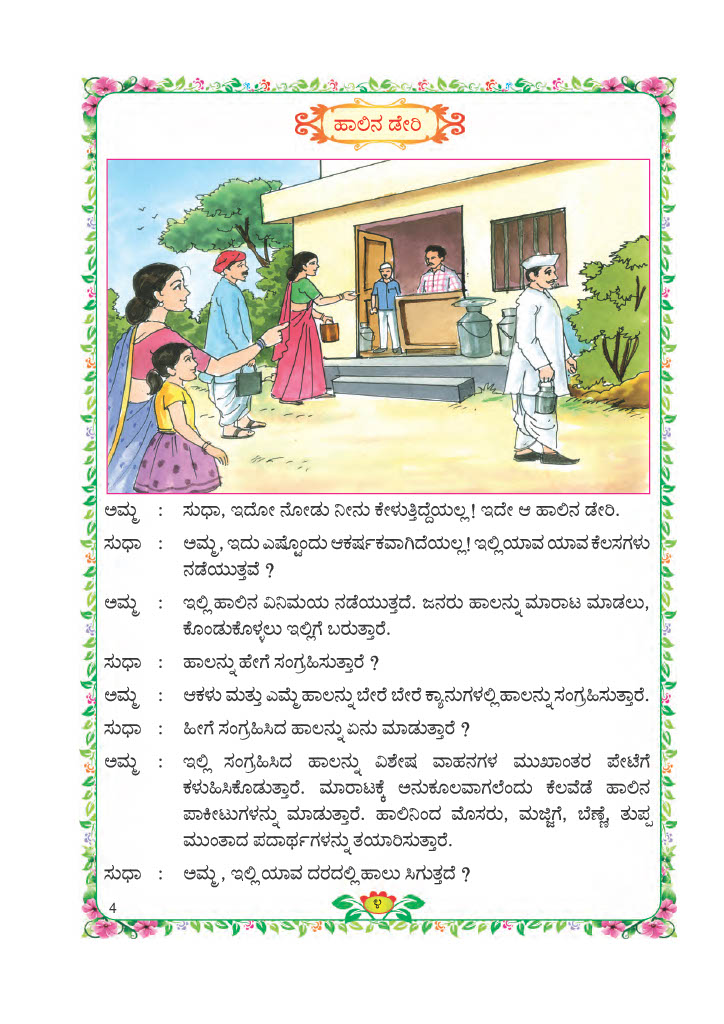 ಹಾಲಿನ ಡೇರಿ
ಅಮ್ಮ : ಸುಧಾ, ಇದೋ ನೋಡು ನೀನು ಕೇಳುತ್ತಿದ್ದೆಯಲ್ಲ ! ಇದೇ ಆ ಹಾಲಿನ ಡೇರಿ.
ಸುಧಾ : ಅಮ್ಮ, ಇದು ಎಷ್ಟೊಂದು ಆಕರ್ಷಕವಾಗಿದೆಯಲ್ಲ! ಇಲ್ಲಿ ಯಾವ ಯಾವ ಕೆಲಸಗಳು
ನಡೆಯುತ್ತವೆ ?
ಅಮ್ಮ : ಇಲ್ಲಿ ಹಾಲಿನ ವಿನಿಮಯ ನಡೆಯುತ್ತದೆ. ಜನರು ಹಾಲನ್ನು ಮಾರಾಟ ಮಾಡಲು,
ಕೊಂಡುಕೊಳ್ಳಲು ಇಲ್ಲಿಗೆ ಬರುತ್ತಾರೆ.
ಸುಧಾ : ಹಾಲನ್ನು ಹೇಗೆ ಸಂಗ್ರಹಿಸುತ್ತಾರೆ ?
ಅಮ್ಮ : ಆಕಳು ಮತ್ತು ಎಮ್ಮೆ ಹಾಲನ್ನು ಬೇರೆ ಬೇರೆ ಕ್ಯಾನುಗಳಲ್ಲಿ ಹಾಲನ್ನು ಸಂಗ್ರಹಿಸುತ್ತಾರೆ.
ಸುಧಾ : ಹೀಗೆ ಸಂಗ್ರಹಿಸಿದ ಹಾಲನ್ನು ಏನು ಮಾಡುತ್ತಾರೆ ?
ಅಮ್ಮ : ಇಲ್ಲಿ ಸಂಗ್ರಹಿಸಿದ ಹಾಲನ್ನು ವಿಶೇಷ ವಾಹನಗಳ ಮುಖಾಂತರ ಪೇಟೆಗೆ
ಕಳುಹಿಸಿಕೊಡುತ್ತಾರೆ. ಮಾರಾಟಕ್ಕೆ ಅನುಕೂಲವಾಗಲೆಂದು ಕೆಲವೆಡೆ ಹಾಲಿನ
ಪಾಕೀಟುಗಳನ್ನು ಮಾಡುತ್ತಾರೆ. ಹಾಲಿನಿಂದ ಮೊಸರು, ಮಜ್ಜಿಗೆ, ಬೆಣ್ಣೆ, ತುಪ್ಪ
ಮುಂತಾದ ಪದಾರ್ಥಗಳನ್ನು ತಯಾರಿಸುತ್ತಾರೆ.
ಸುಧಾ : ಅಮ್ಮ , ಇಲ್ಲಿ ಯಾವ ದರದಲ್ಲಿ ಹಾಲು ಸಿಗುತ್ತದೆ ?
4
೪